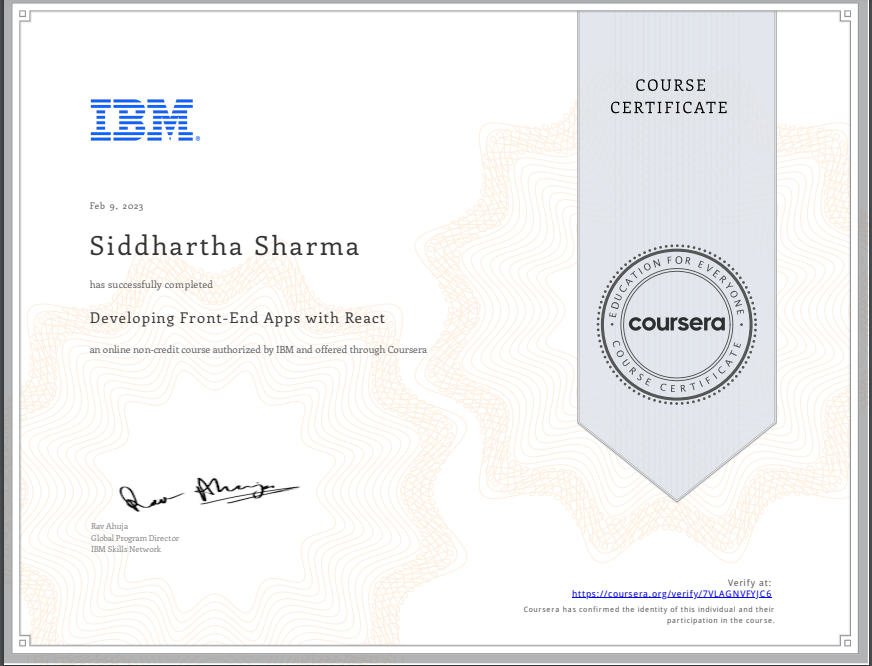 COURSE
CERTIFICATE
IBM®
Feb 9, 2023
Siddhartha Sharma
has successfully completed
Developing Front-End Apps with React
an online non-credit course authorized by IBM and offered through Coursera
EDUCATION FOR EVERYONE
coursera
COURSE CERTIFICATE
Rav Ahuja
Rav Ahuja
Global Program Director
IBM Skills Network
Verify at:
https://coursera.org/verify/7VLAGNVFYJC6
Coursera has confirmed the identity of this individual and their
participation in the course.